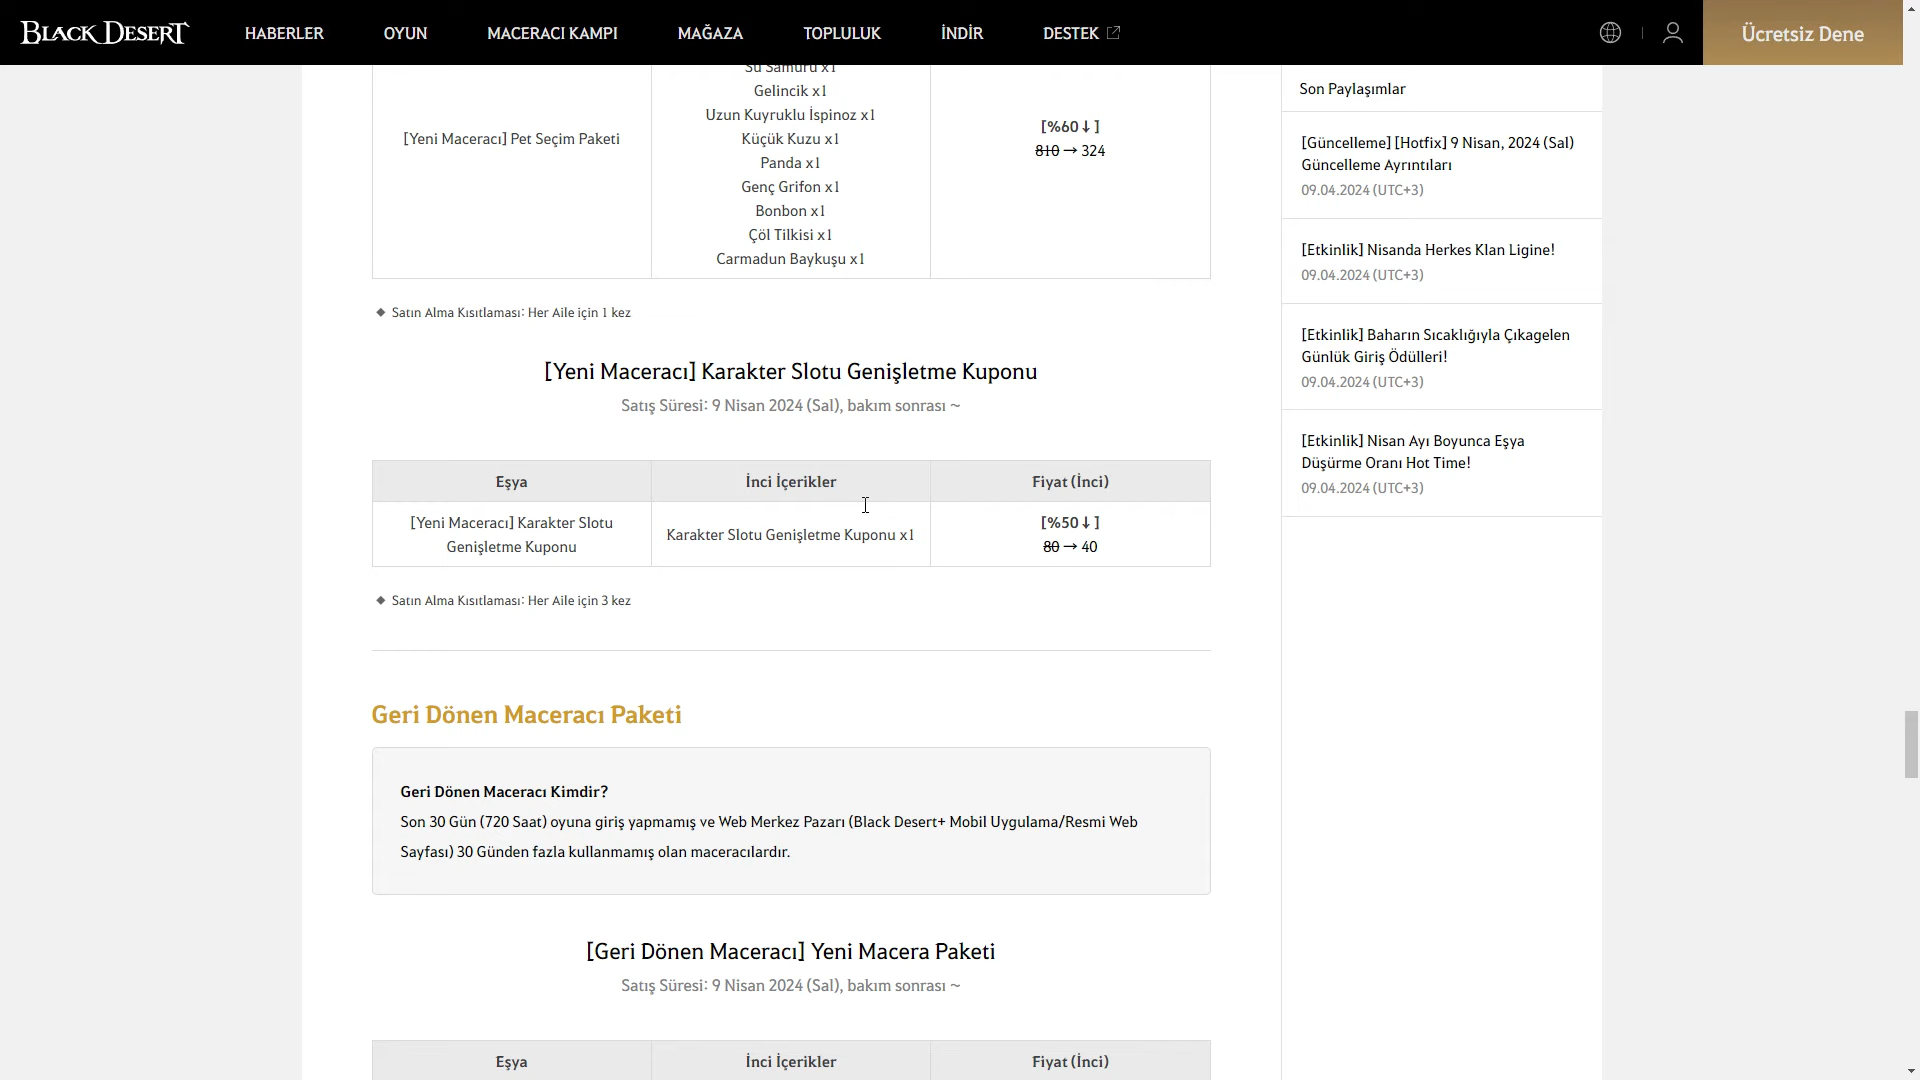 BLACK DESERT
HABERLER
OYUN
MACERACI KAMPI
MAĞAZA
TOPLULUK
İNDİR
DESTEK
Ücretsiz Dene
[Yeni Maceracı] Pet Seçim Paketi
Su Samuru x1
Gelincik x1
Uzun Kuyruklu İspinoz x1
Küçük Kuzu x1
Panda x1
Genç Grifon x1
Bonbon x1
Çöl Tilkisi x1
Carmadun Baykuşu x1
[%60↓]
810 → 324
◆ Satın Alma Kısıtlaması: Her Aile için 1 kez
[Yeni Maceracı] Karakter Slotu Genişletme Kuponu
Satış Süresi: 9 Nisan 2024 (Sal), bakım sonrası ~
Eşya
İnci İçerikler
Fiyat (İnci)
[Yeni Maceracı] Karakter Slotu
Genişletme Kuponu
Karakter Slotu Genişletme Kuponu x1
[%50↓]
80 → 40
◆ Satın Alma Kısıtlaması: Her Aile için 3 kez
Geri Dönen Maceracı Paketi
Geri Dönen Maceracı Kimdir?
Son 30 Gün (720 Saat) oyuna giriş yapmamış ve Web Merkez Pazarı (Black Desert+ Mobil Uygulama/Resmi Web
Sayfası) 30 Günden fazla kullanmamış olan maceracılardır.
[Geri Dönen Maceracı] Yeni Macera Paketi
Satış Süresi: 9 Nisan 2024 (Sal), bakım sonrası ~
Eşya
İnci İçerikler
Fiyat (İnci)
Son Paylaşımlar
[Güncelleme] [Hotfix] 9 Nisan, 2024 (Sal)
Güncelleme Ayrıntıları
09.04.2024 (UTC+3)
[Etkinlik] Nisanda Herkes Klan Ligine!
09.04.2024 (UTC+3)
[Etkinlik] Baharın Sıcaklığıyla Çıkagelen
Günlük Giriş Ödülleri!
09.04.2024 (UTC+3)
[Etkinlik] Nisan Ayı Boyunca Eşya
Düşürme Oranı Hot Time!
09.04.2024 (UTC+3)